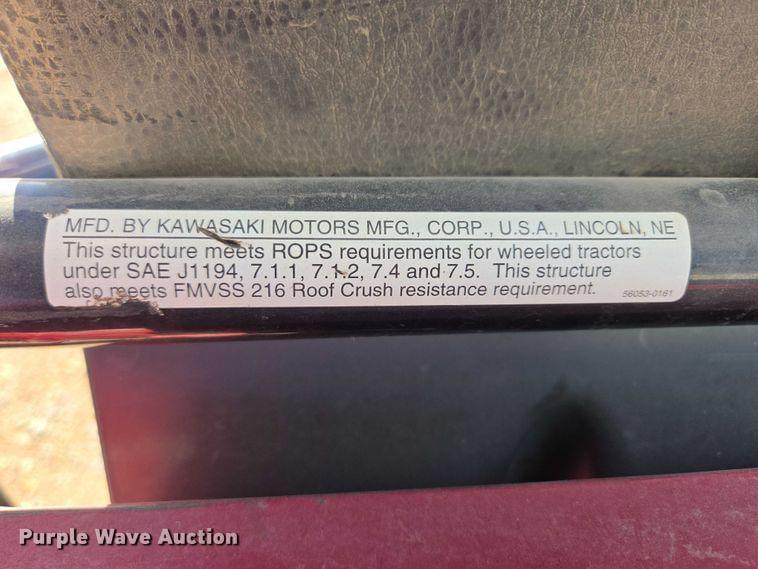 MFD. BY KAWASAKI MOTORS MFG., CORP., U.S.A., LINCOLN, NE
This structure meets ROPS requirements for wheeled tractors
under SAE J1194, 7.1.1, 7.1.2, 7.4 and 7.5. This structure
also meets FMVSS 216 Roof Crush resistance requirement.
56053-0161
Purple Wave Auction